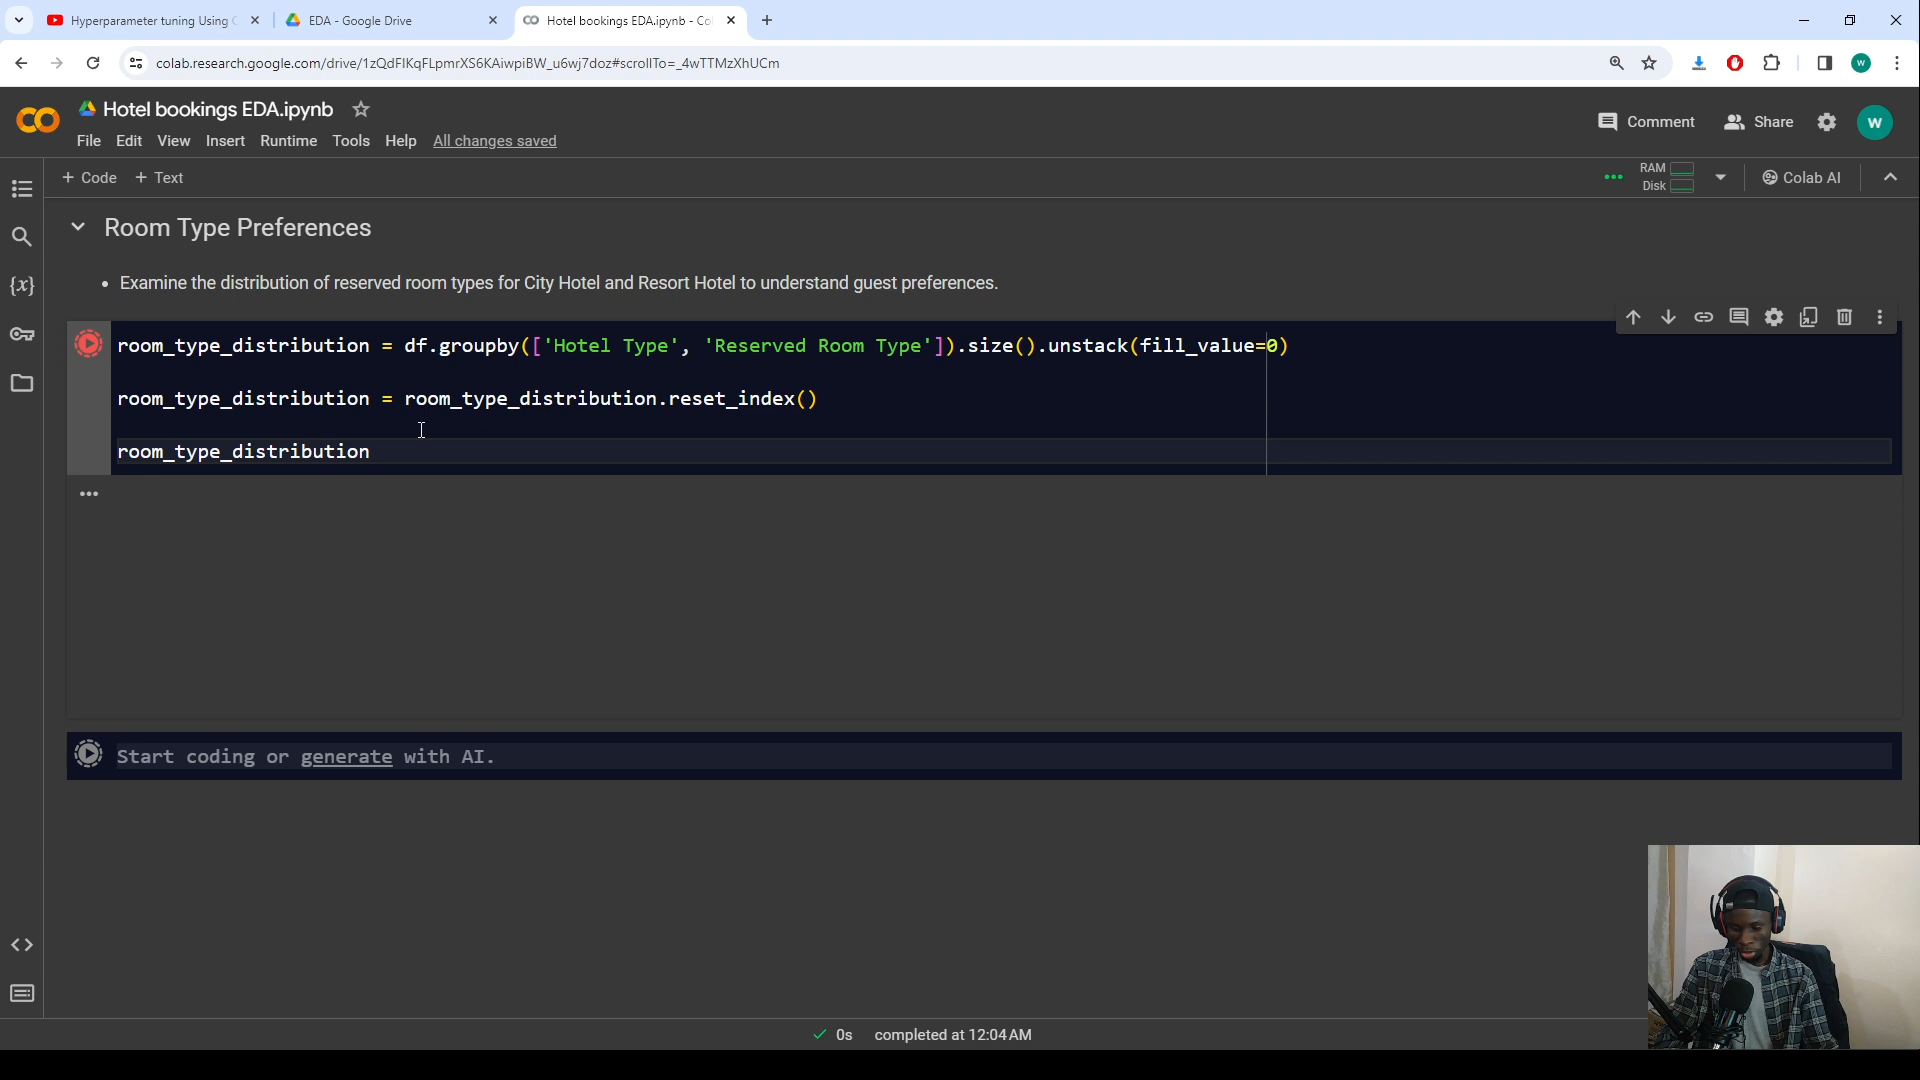 Hyperparameter tuning Using
EDA - Google Drive
Hotel bookings EDA.ipynb - Co
colab.research.google.com/drive/1zQdFIKqFLpmrXS6KAiwpiBW_u6wj7doz#scrollTo=_4wTTMzXhUCm
W
CO
Hotel bookings EDA.ipynb
File Edit View Insert Runtime Tools Help All changes saved
Comment
Share
W
+ Code + Text
RAM
Disk
Colab AI
{x}
Room Type Preferences
• Examine the distribution of reserved room types for City Hotel and Resort Hotel to understand guest preferences.
room_type_distribution = df.groupby(['Hotel Type', 'Reserved Room Type']).size().unstack(fill_value=0)
room_type_distribution = room_type_distribution.reset_index()
room_type_distribution
Start coding or generate with AI.
0s completed at 12:04 AM